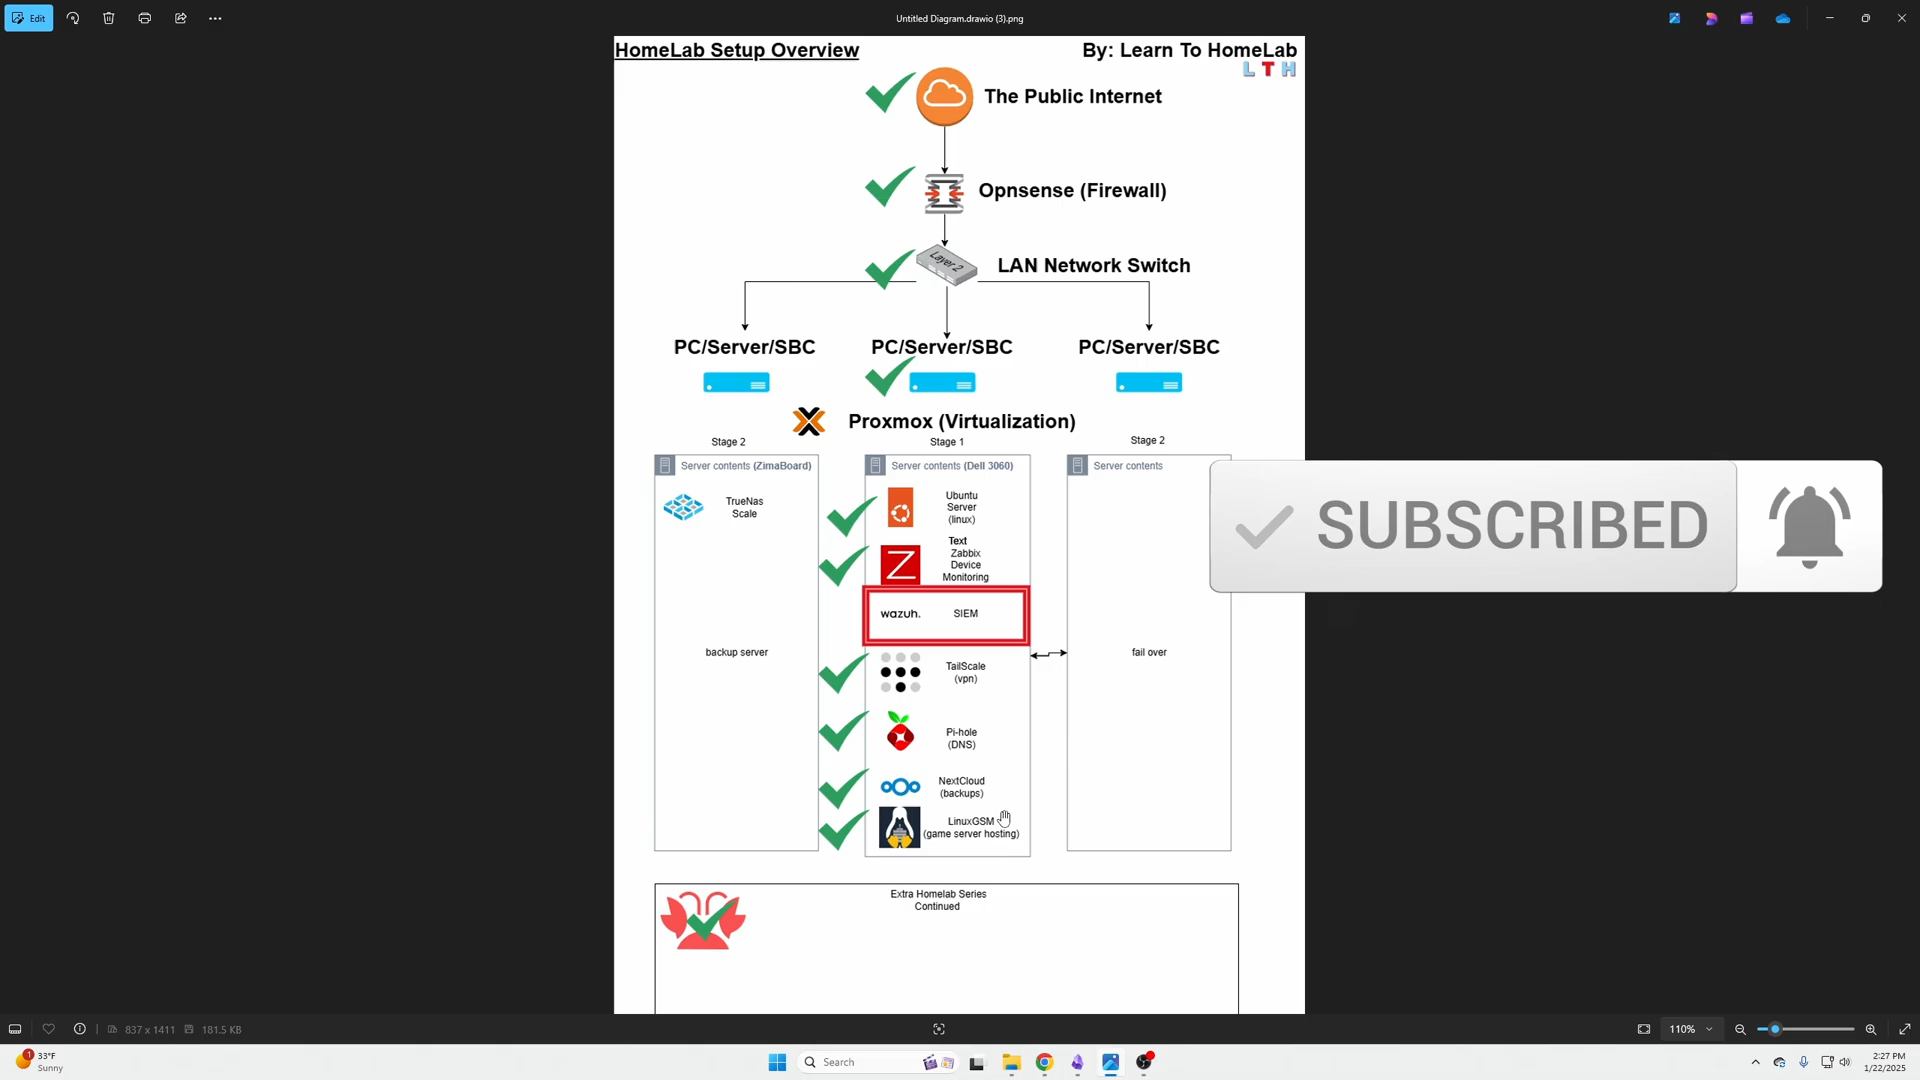 Edit
Untitled Diagram.drawio (3).png
HomeLab Setup Overview
By: Learn To HomeLab
L T H
The Public Internet
Opnsense (Firewall)
Layer 2
LAN Network Switch
PC/Server/SBC
PC/Server/SBC
PC/Server/SBC
Proxmox (Virtualization)
Stage 2
Stage 1
Stage 2
Server contents (ZimaBoard)
Server contents (Dell 3060)
Server contents
TrueNas
Scale
Ubuntu
Server
(linux)
Text
Zabbix
Device
Monitoring
Z
wazuh.
SIEM
backup server
fail over
TailScale
(vpn)
Pi-hole
(DNS)
NextCloud
(backups)
LinuxGSM
(game server hosting)
SUBSCRIBED
Extra Homelab Series
Continued
837 x 1411
181.5 KB
110%
1
33°F
Sunny
Search
2:27 PM
1/22/2025